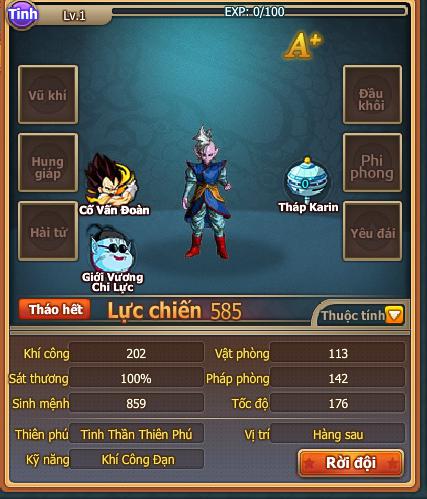 Tinh Lv.1 EXP: 0/100
A+
Vũ khí
Đầu khôi
Hung giáp
Phi phong
Cố Vấn Đoàn
Tháp Karin
Hài tử
Yêu đái
Giới Vương Chi Lực
Tháo hết Lực chiến 585 Thuộc tính
Khí công 202 Vật phòng 113
Sát thương 100% Pháp phòng 142
Sinh mệnh 859 Tốc độ 176
Thiên phú Tinh Thần Thiên Phú Vị trí Hàng sau
Kỹ năng Khí Công Đạn Rời đội